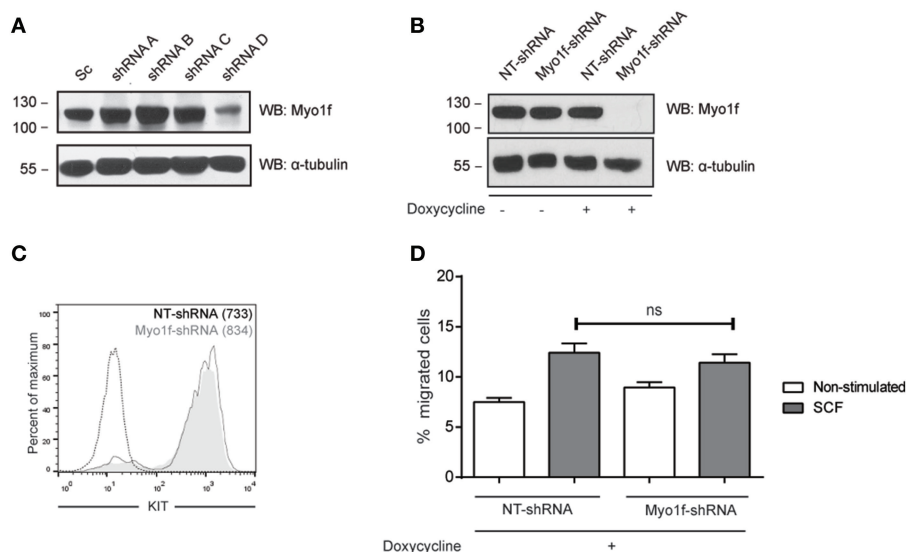 A
Sc
shRNA A
shRNA B
shRNA C
shRNA D
130
100
WB: Myo1f
55
WB: α-tubulin
B
NT-shRNA
Myo1f-shRNA
NT-shRNA
Myo1f-shRNA
130
100
WB: Myo1f
55
WB: α-tubulin
Doxycycline - - + +
C
NT-shRNA (733)
Myo1f-shRNA (834)
Percent of maximum
100
80
60
40
20
0
10⁰ 10¹ 10² 10³ 10⁴
KIT
D
% migrated cells
20
15
10
5
0
ns
Non-stimulated
SCF
NT-shRNA Myo1f-shRNA
Doxycycline +